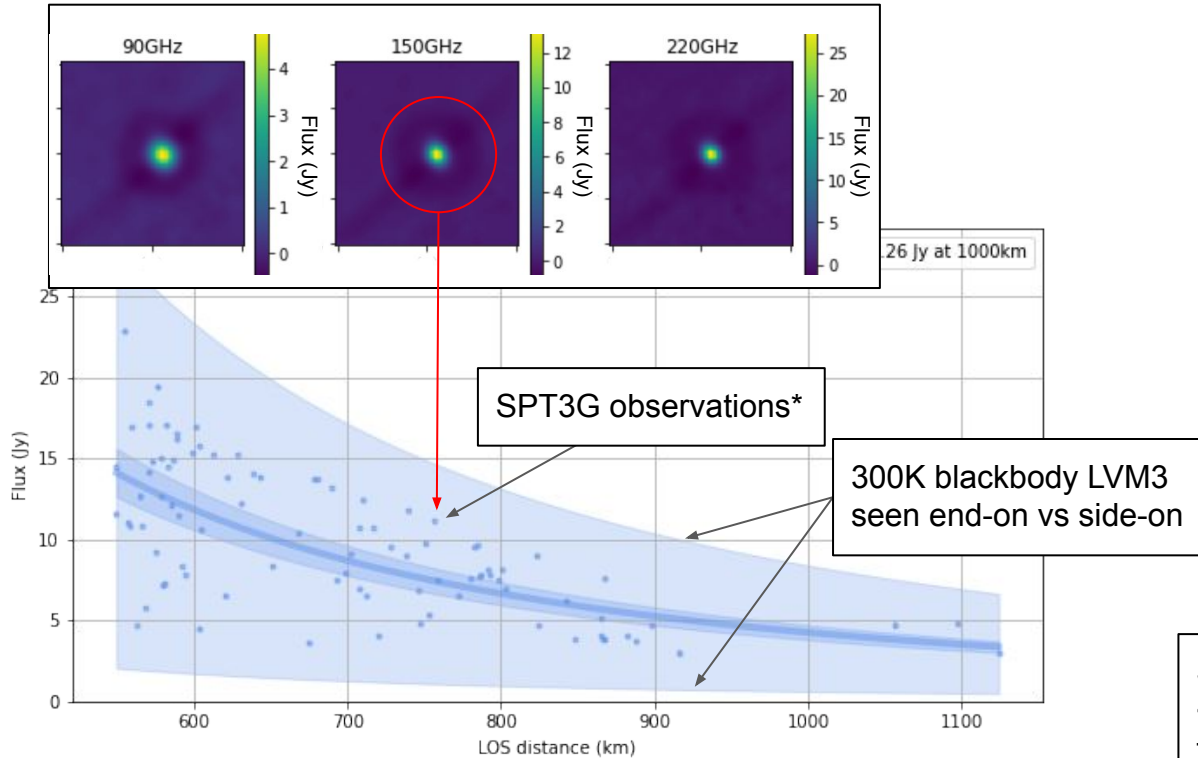 90GHz
150GHz
220GHz
4
3
2
1
0
Flux (Jy)
12
10
8
6
4
2
0
Flux (Jy)
25
20
15
10
5
0
Flux (Jy)
.26 Jy at 1000km
SPT3G observations*
300K blackbody LVM3
seen end-on vs side-on
25
20
15
10
5
0
Flux (Jy)
600
700
800
900
1000
1100
LOS distance (km)